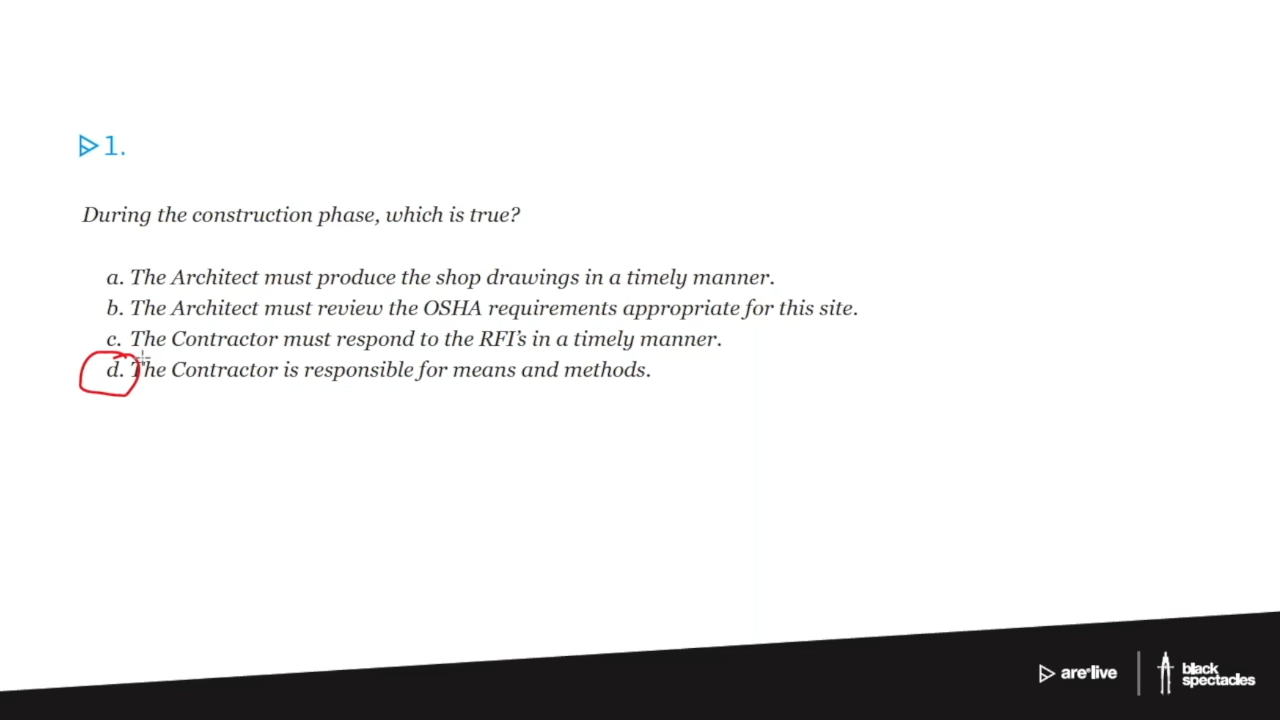 1.
During the construction phase, which is true?
a. The Architect must produce the shop drawings in a timely manner.
b. The Architect must review the OSHA requirements appropriate for this site.
c. The Contractor must respond to the RFI's in a timely manner.
d. The Contractor is responsible for means and methods.
are®live
black
spectacles